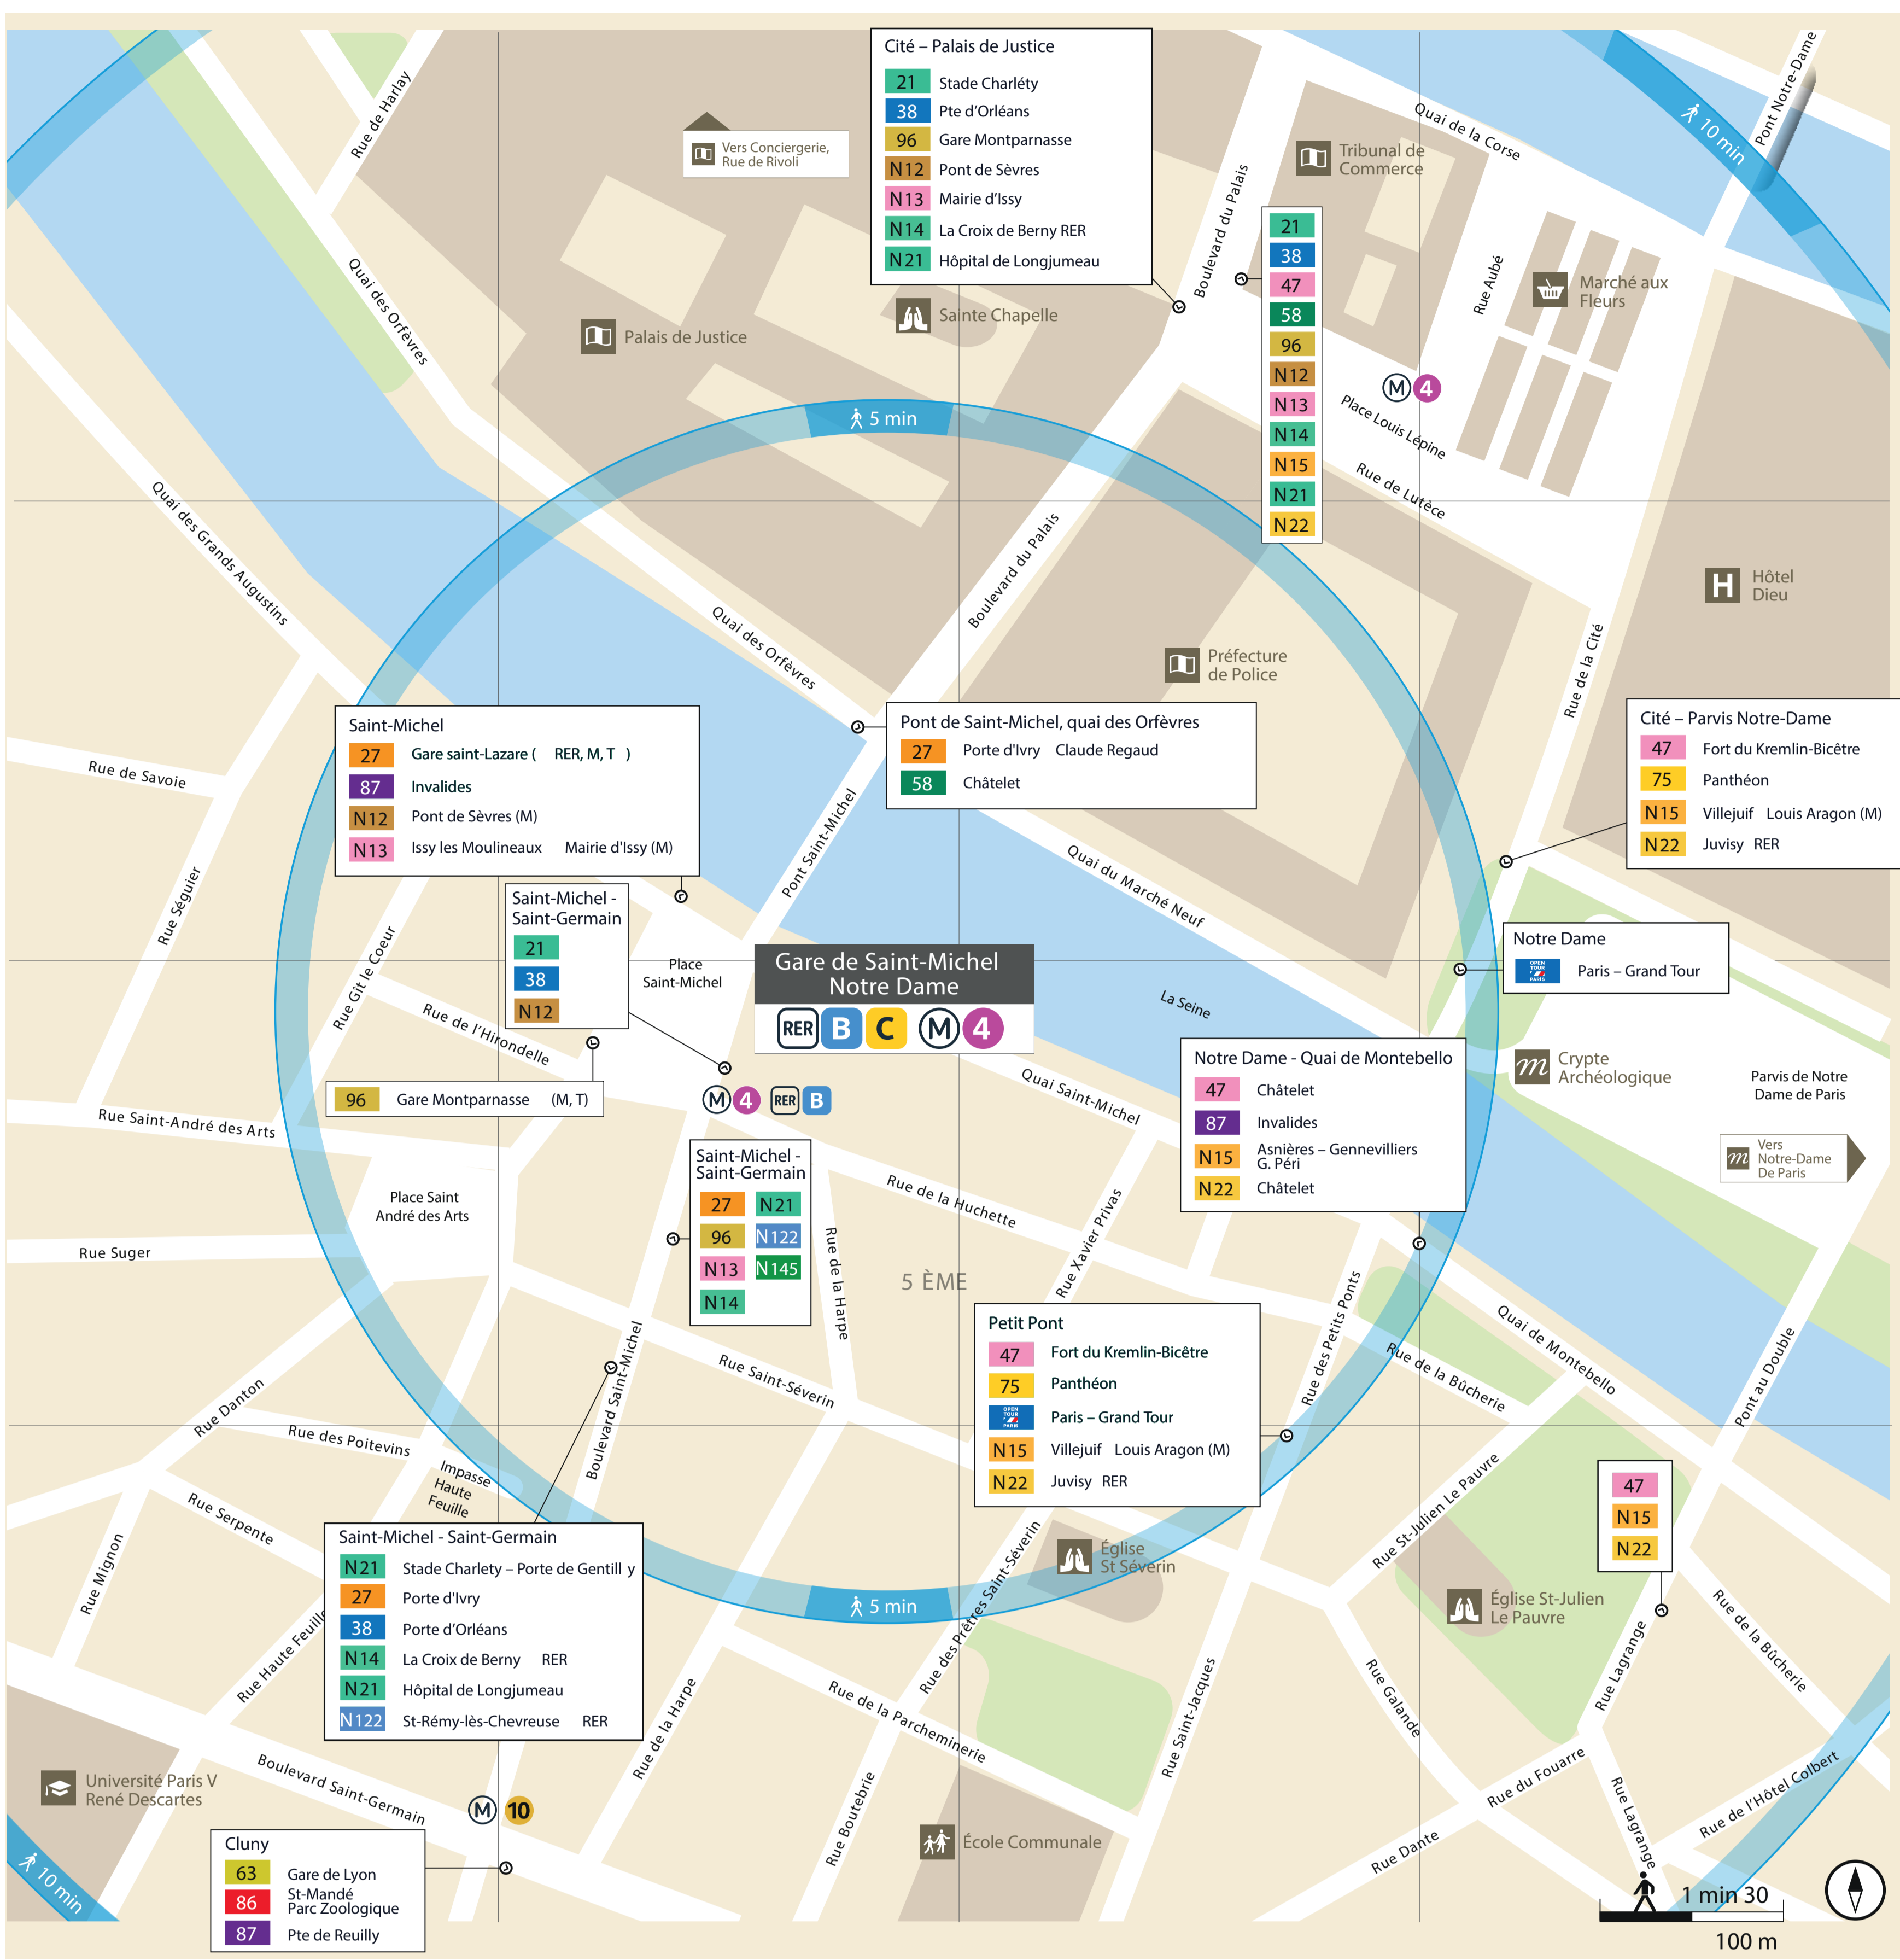 Cité – Palais de Justice
21 Stade Charléty
38 Pte d'Orléans
96 Gare Montparnasse
N12 Pont de Sèvres
N13 Mairie d'Issy
N14 La Croix de Berny RER
N21 Hôpital de Longjumeau
Rue de Harlay
Vers Conciergerie,
Rue de Rivoli
Boulevard du Palais
Tribunal de
Commerce
Quai de la Corse
10 min
Pont Notre-Dame
21
38
47
58
96
N12
N13
N14
N15
N21
N22
Rue Aubé
Marché aux
Fleurs
Quai des Orfèvres
Palais de Justice
Sainte Chapelle
M 4
Place Louis Lépine
Rue de Lutèce
5 min
Quai des Grands Augustins
Boulevard du Palais
Hôtel
Dieu
H
Quai des Orfèvres
Préfecture
de Police
Rue de la Cité
Saint-Michel
27 Gare saint-Lazare ( RER, M, T )
87 Invalides
N12 Pont de Sèvres (M)
N13 Issy les Moulineaux Mairie d'Issy (M)
Pont de Saint-Michel, quai des Orfèvres
27 Porte d'Ivry Claude Regaud
58 Châtelet
Cité – Parvis Notre-Dame
47 Fort du Kremlin-Bicêtre
75 Panthéon
N15 Villejuif Louis Aragon (M)
N22 Juvisy RER
Rue de Savoie
Rue Séguier
Pont Saint-Michel
Quai du Marché Neuf
Saint-Michel -
Saint-Germain
21
38
N12
Rue Gît le Coeur
Rue de l'Hirondelle
Place
Saint-Michel
Gare de Saint-Michel
Notre Dame
RER B C M 4
La Seine
Notre Dame
OPEN TOUR PARIS Paris – Grand Tour
Crypte
Archéologique
Parvis de Notre
Dame de Paris
Vers
Notre-Dame
De Paris
96 Gare Montparnasse (M, T)
M 4 RER B
Quai Saint-Michel
Notre Dame - Quai de Montebello
47 Châtelet
87 Invalides
N15 Asnières – Gennevilliers
G. Péri
N22 Châtelet
Rue Saint-André des Arts
Place Saint
André des Arts
Rue Suger
Saint-Michel -
Saint-Germain
27 N21
96 N122
N13 N145
N14
Rue de la Harpe
Rue de la Huchette
5 ÈME
Rue Xavier Privas
Rue des Petits Ponts
Quai de Montebello
Rue de la Bûcherie
Pont au Double
Petit Pont
47 Fort du Kremlin-Bicêtre
75 Panthéon
OPEN TOUR PARIS Paris – Grand Tour
N15 Villejuif Louis Aragon (M)
N22 Juvisy RER
Boulevard Saint-Michel
Rue Saint-Séverin
Rue Danton
Rue des Poitevins
Impasse
Haute
Feuille
Rue Serpente
Rue Mignon
Rue Haute Feuille
Saint-Michel - Saint-Germain
N21 Stade Charlety – Porte de Gentill y
27 Porte d'Ivry
38 Porte d'Orléans
N14 La Croix de Berny RER
N21 Hôpital de Longjumeau
N122 St-Rémy-lès-Chevreuse RER
5 min
Rue des Prêtres Saint-Séverin
Église
St Séverin
Rue St-Julien Le Pauvre
47
N15
N22
Église St-Julien
Le Pauvre
Rue Lagrange
Rue de la Bûcherie
Rue Galande
Rue de la Harpe
Rue de la Parcheminerie
Rue Saint-Jacques
Rue Boutebrie
École Communale
Université Paris V
René Descartes
Boulevard Saint-Germain
M 10
10 min
Cluny
63 Gare de Lyon
86 St-Mandé
Parc Zoologique
87 Pte de Reuilly
Rue Dante
Rue du Fouarre
Rue Lagrange
Rue de l'Hôtel Colbert
1 min 30
100 m